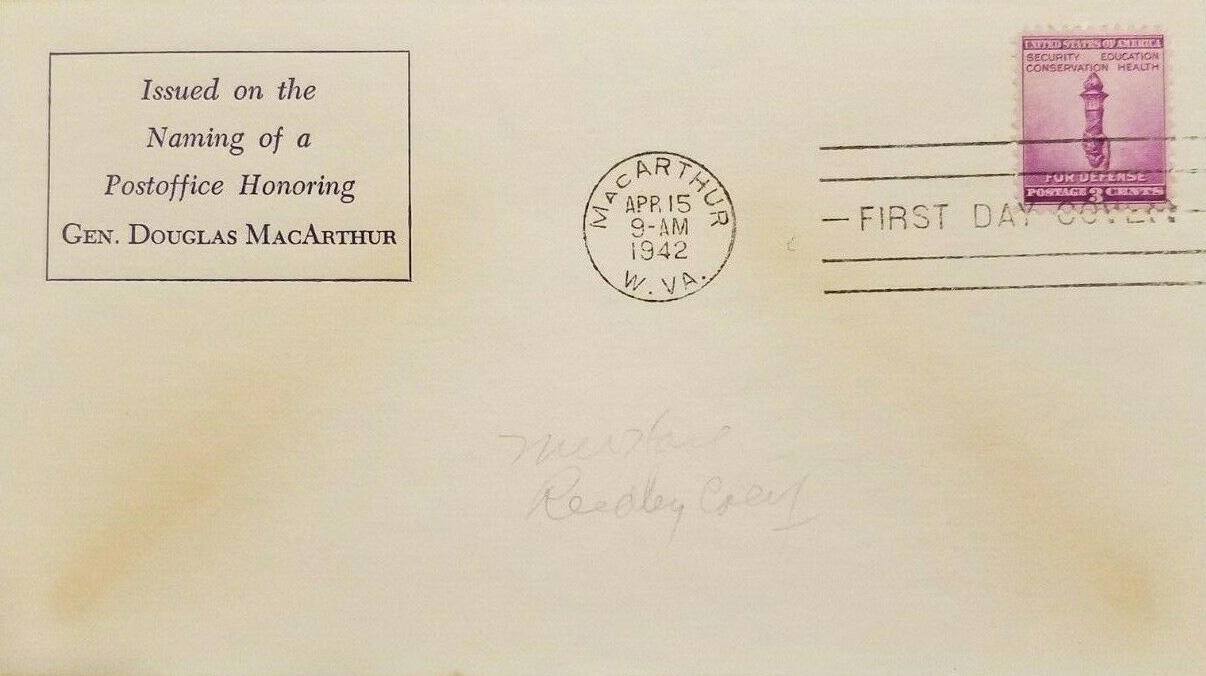 Issued on the
Naming of a
Postoffice Honoring
GEN. DOUGLAS MACARTHUR
MACARTHUR
APR 15
9-AM
1942
W. VA.
UNITED STATES OF AMERICA
SECURITY EDUCATION
CONSERVATION HEALTH
FOR DEFENSE
POSTAGE 3 CENTS
FIRST DAY COVER
Reedley